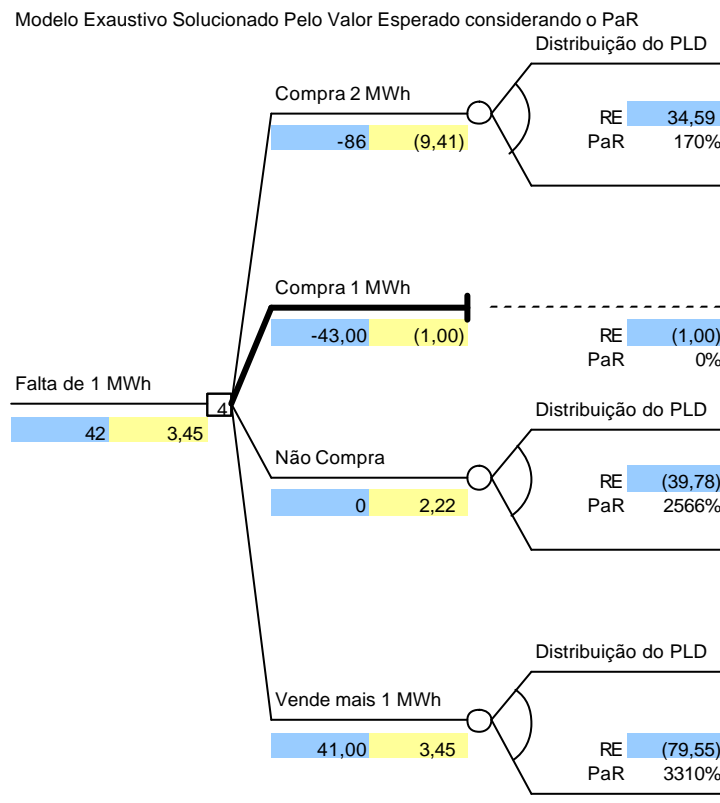 Modelo Exaustivo Solucionado Pelo Valor Esperado considerando o PaR
Distribuição do PLD
Compra 2 MWh
RE 34,59
-86 (9,41)
PaR 170%
Compra 1 MWh
-43,00 (1,00)
RE (1,00)
PaR 0%
Falta de 1 MWh
4
42 3,45
Distribuição do PLD
Não Compra
RE (39,78)
0 2,22
PaR 2566%
Distribuição do PLD
Vende mais 1 MWh
41,00 3,45
RE (79,55)
PaR 3310%